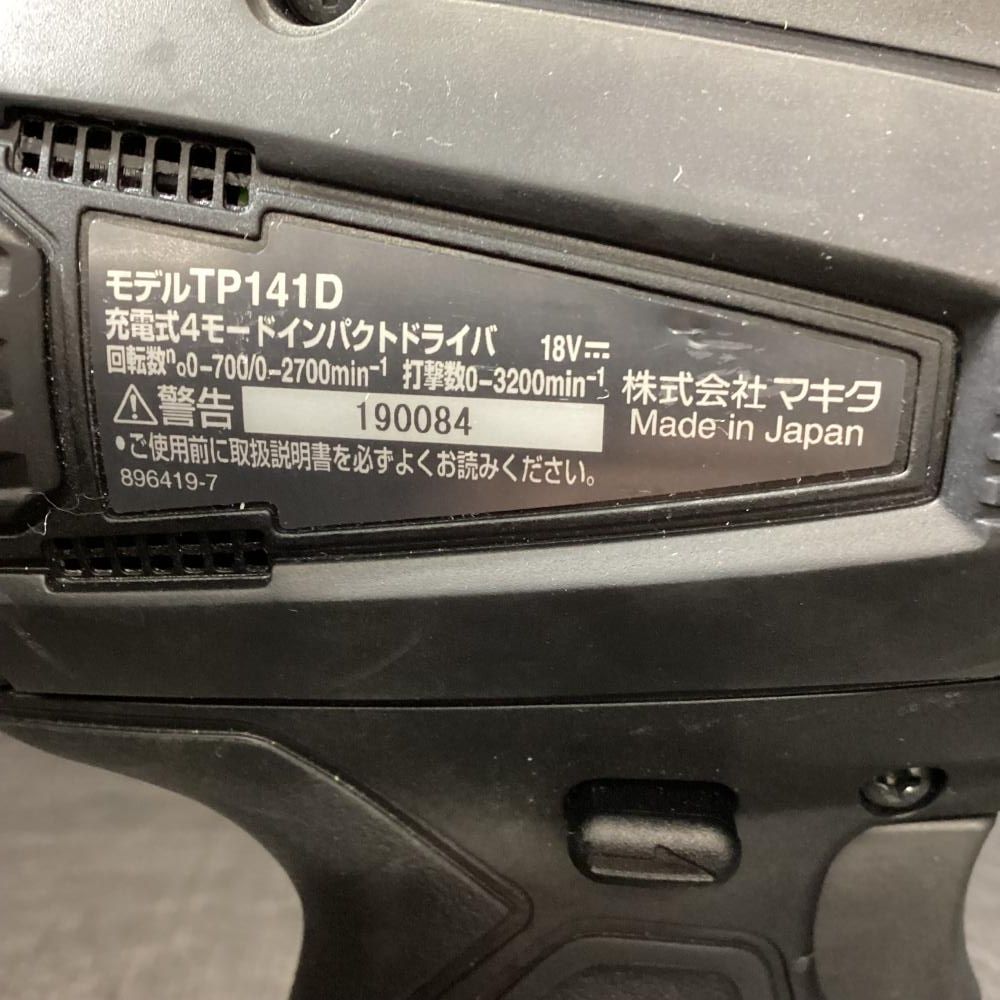 モデルTP141D
充電式4モードインパクトドライバ 18V⎓
回転数n₀0-700/0-2700min⁻¹ 打撃数0-3200min⁻¹
⚠警告 190084
•ご使用前に取扱説明書を必ずよくお読みください。
896419-7
株式会社マキタ
Made in Japan